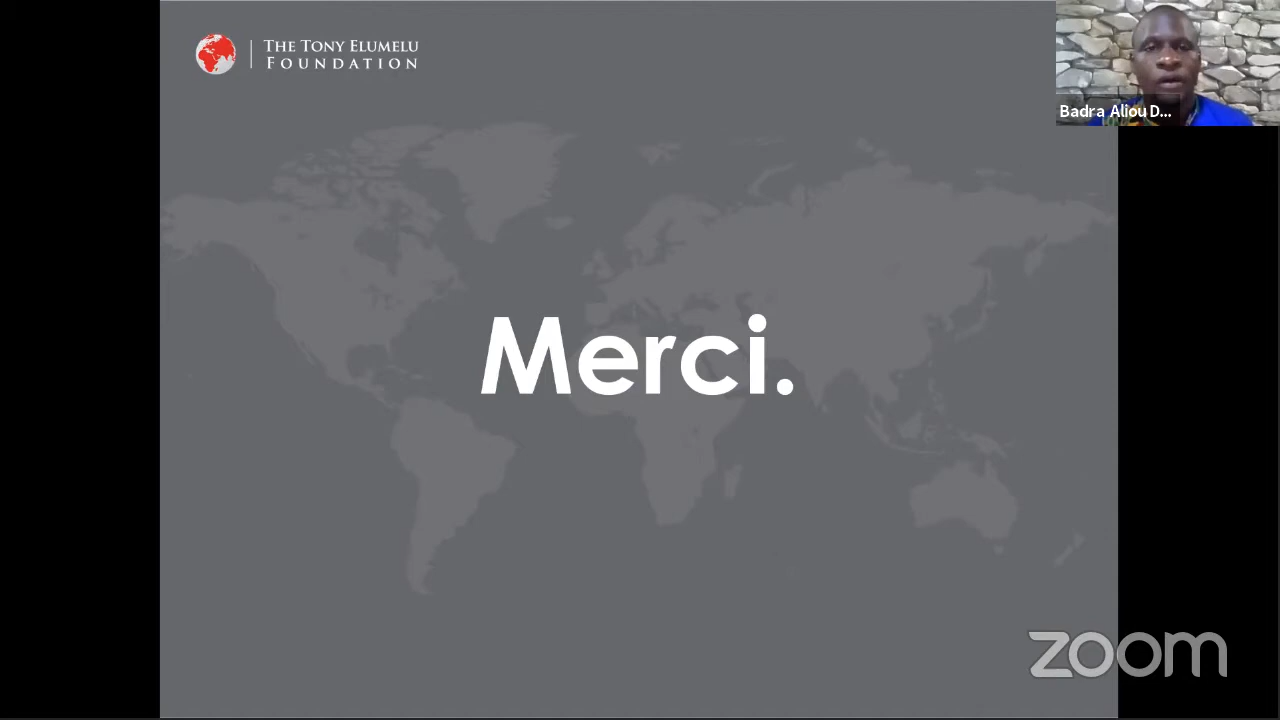 THE TONY ELUMELU
FOUNDATION
Badra Aliou D...
Merci.
zoom